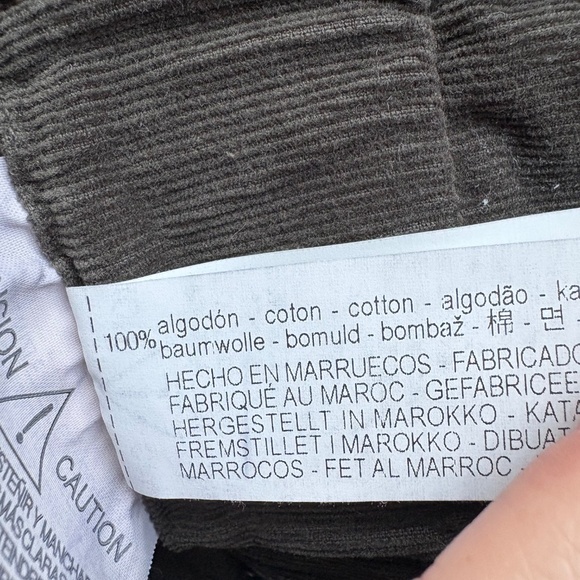 100% algodón - coton - cotton - algodão - ka
baumwolle - bomuld - bombaž - 棉 - 면 -
HECHO EN MARRUECOS - FABRICADO
FABRIQUÉ AU MAROC - GEFABRICEE
HERGESTELLT IN MAROKKO - KATA
FREMSTILLET I MAROKKO - DIBUAT
MARROCOS - FET AL MARROC -
CAUTION